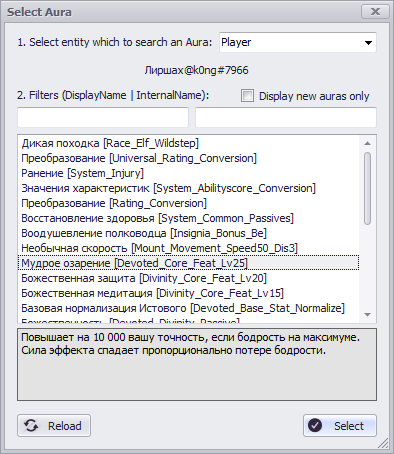 Select Aura
1. Select entity which to search an Aura: Player
Лиршах@k0ng#7966
2. Filters (DisplayName | InternalName): Display new auras only
Дикая походка [Race_Elf_Wildstep]
Преобразование [Universal_Rating_Conversion]
Ранение [System_Injury]
Значения характеристик [System_Abilityscore_Conversion]
Преобразование [Rating_Conversion]
Восстановление здоровья [System_Common_Passives]
Воодушевление полководца [Insignia_Bonus_Be]
Необычная скорость [Mount_Movement_Speed50_Dis3]
Мудрое озарение [Devoted_Core_Feat_Lv25]
Божественная защита [Divinity_Core_Feat_Lv20]
Божественная медитация [Divinity_Core_Feat_Lv15]
Базовая нормализация Истового [Devoted_Base_Stat_Normalize]
Повышает на 10 000 вашу точность, если бодрость на максимуме.
Сила эффекта спадает пропорционально потере бодрости.
Reload
Select